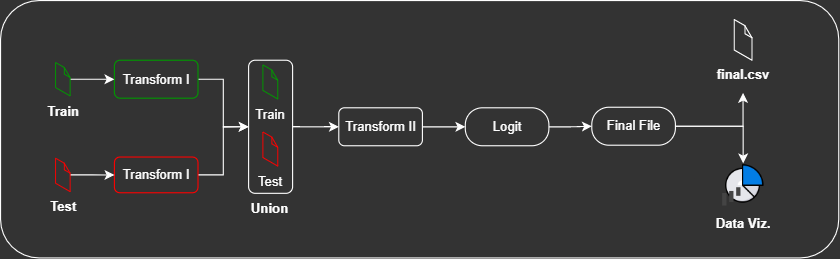 Train
Transform I
Test
Transform I
Train
Test
Union
Transform II
Logit
Final File
final.csv
Data Viz.